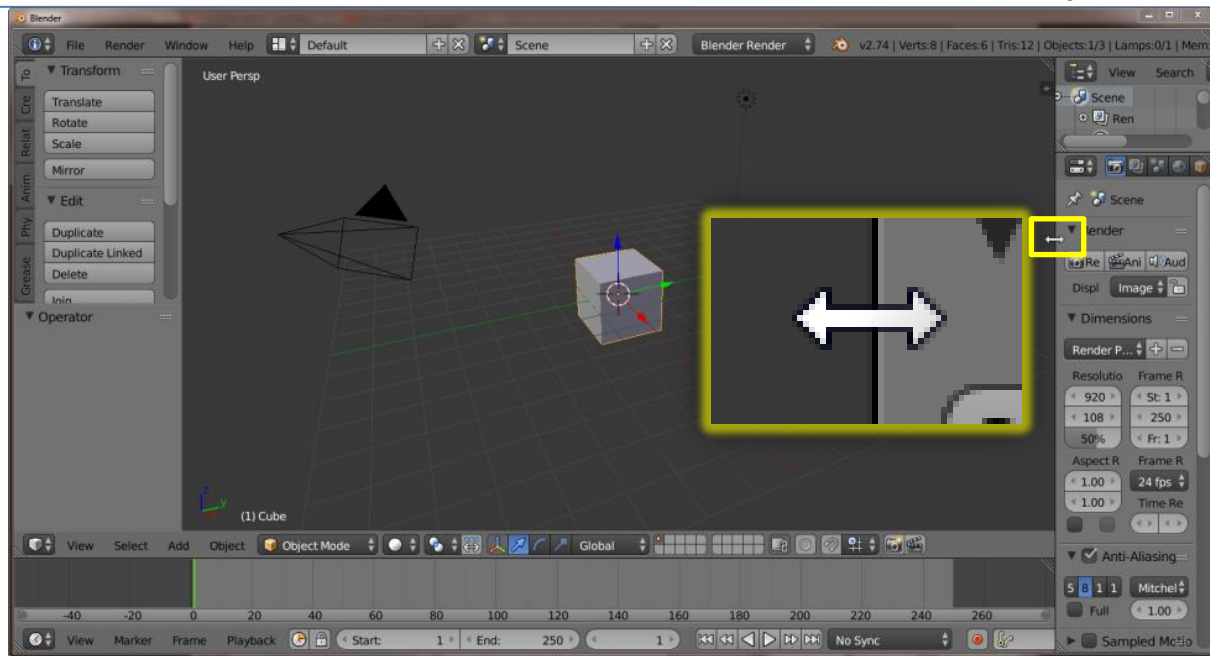 Blender
File Render Window Help Default Scene Blender Render v2.74 | Verts:8 | Faces:6 | Tris:12 | Objects:1/3 | Lamps:0/1 | Mem:
To
Cre
Relat
Anim
Phy
Grease
Transform
Translate
Rotate
Scale
Mirror
Edit
Duplicate
Duplicate Linked
Delete
Join
Operator
User Persp
z
y
(1) Cube
View Search
Scene
Ren
Scene
Render
Re Ani Aud
Displ Image
Dimensions
Render P...
Resolutio Frame R
920 St: 1
108 250
50% Fr: 1
Aspect R Frame R
1.00 24 fps
1.00 Time Re
Anti-Aliasing
5 8 1 1 Mitchel
Full 1.00
Sampled Motio
View Select Add Object Object Mode Global
-40 -20 0 20 40 60 80 100 120 140 160 180 200 220 240 260
View Marker Frame Playback Start: 1 End: 250 1 No Sync